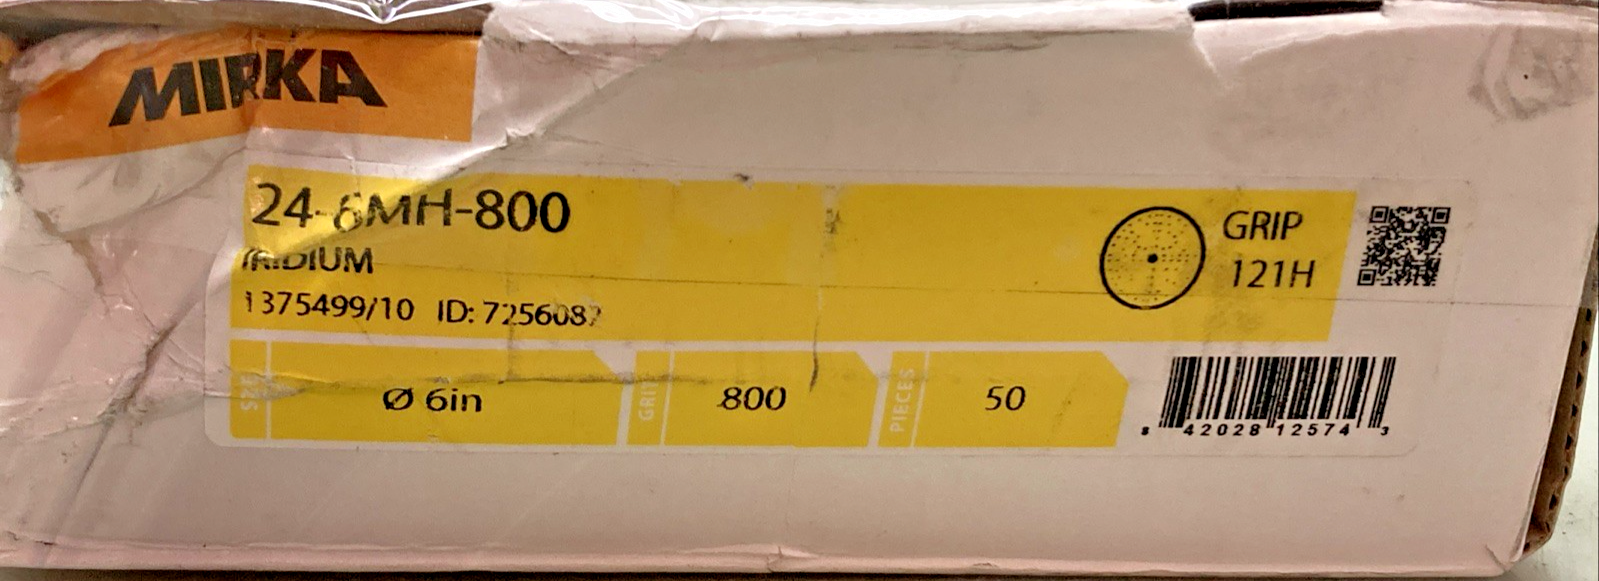 MIRKA
24-6MH-800
IRIDIUM
GRIP
121H
1375499/10 ID: 7256082
SIZE
Ø 6in
GRIT
800
PIECES
50
8 42028 12574 3